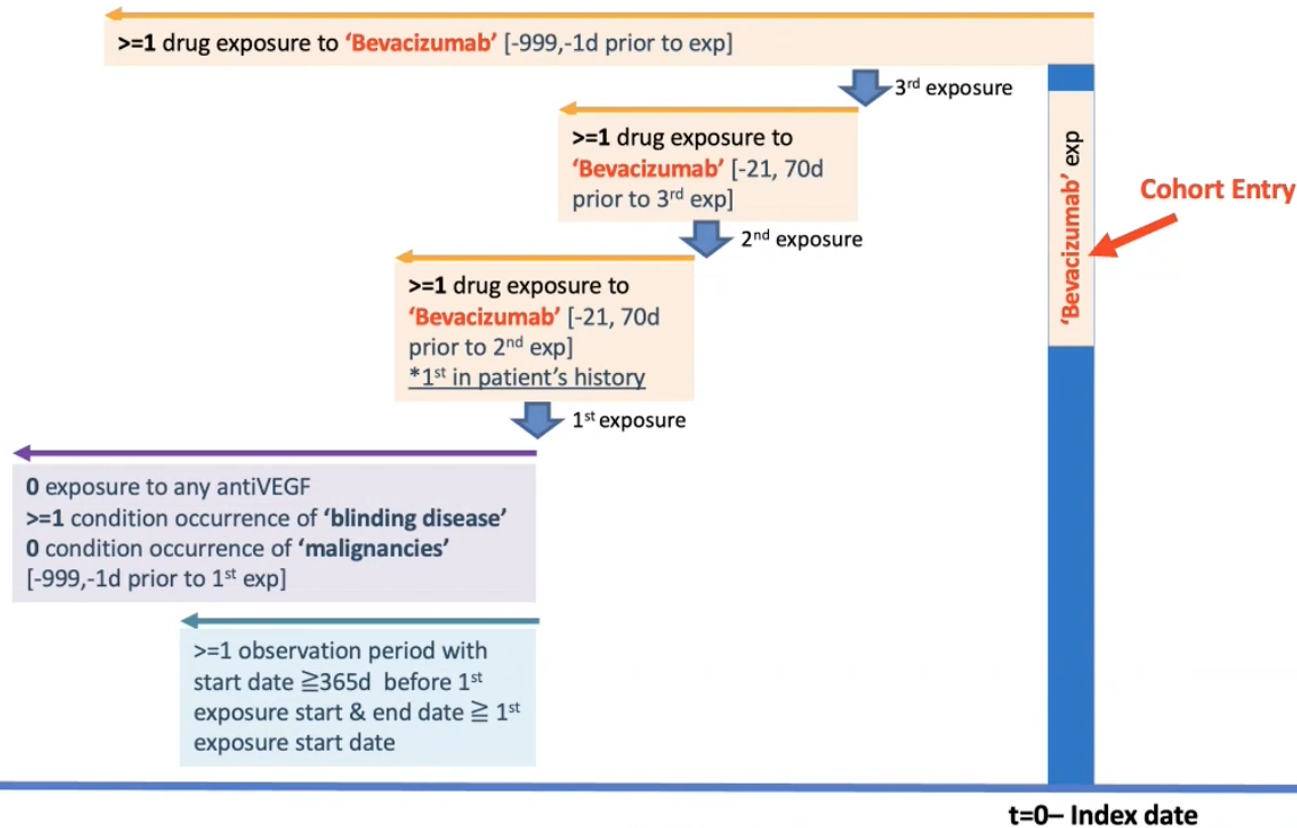 >=1 drug exposure to ‘Bevacizumab’ [-999,-1d prior to exp]
3rd exposure
>=1 drug exposure to
‘Bevacizumab’ [-21, 70d
prior to 3rd exp]
2nd exposure
>=1 drug exposure to
‘Bevacizumab’ [-21, 70d
prior to 2nd exp]
*1st in patient’s history
1st exposure
0 exposure to any antiVEGF
>=1 condition occurrence of ‘blinding disease’
0 condition occurrence of ‘malignancies’
[-999,-1d prior to 1st exp]
>=1 observation period with
start date ≧365d before 1st
exposure start & end date ≧ 1st
exposure start date
‘Bevacizumab’ exp
Cohort Entry
t=0– Index date